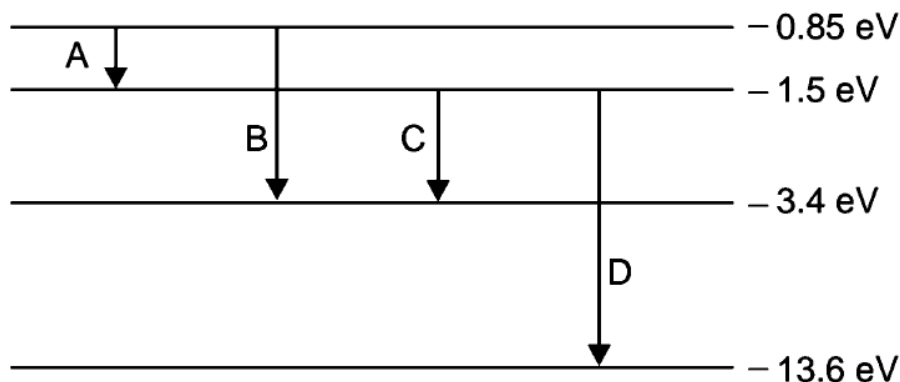 – 0.85 eV
A
– 1.5 eV
B
C
– 3.4 eV
D
– 13.6 eV